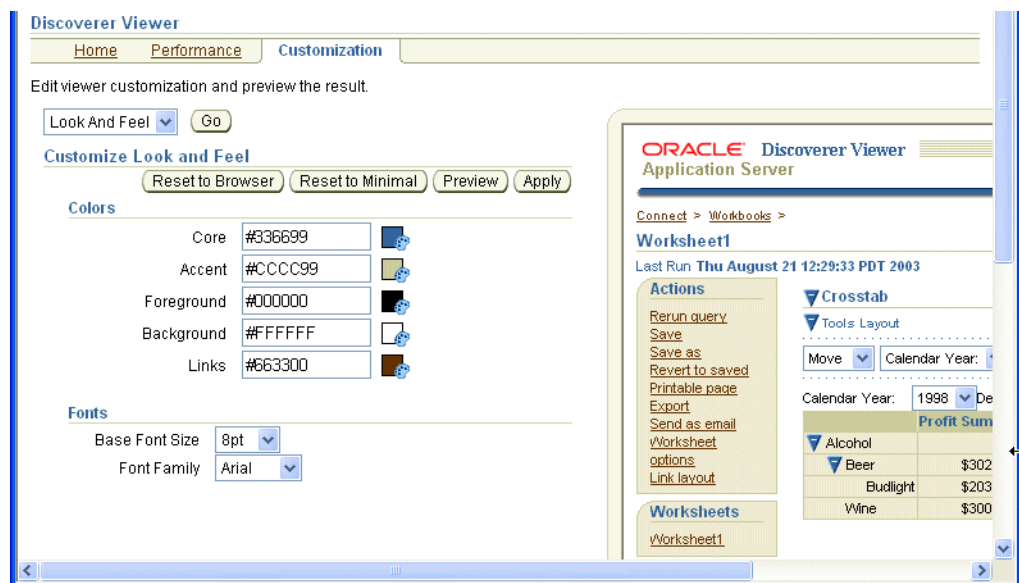 Discoverer Viewer
Home Performance Customization
Edit viewer customization and preview the result.
Look And Feel Go
Customize Look and Feel
Reset to Browser Reset to Minimal Preview Apply
Colors
Core #336699
Accent #CCCC99
Foreground #000000
Background #FFFFFF
Links #663300
Fonts
Base Font Size 8pt
Font Family Arial
ORACLE Discoverer Viewer
Application Server
Connect > Workbooks >
Worksheet1
Last Run Thu August 21 12:29:33 PDT 2003
Actions
Rerun query
Save
Save as
Revert to saved
Printable page
Export
Send as email
Worksheet
options
Link layout
Worksheets
Worksheet1
Crosstab
Tools Layout
Move Calendar Year:
Calendar Year: 1998 De
Profit Sum
Alcohol
Beer $302
Budlight $203
Wine $300